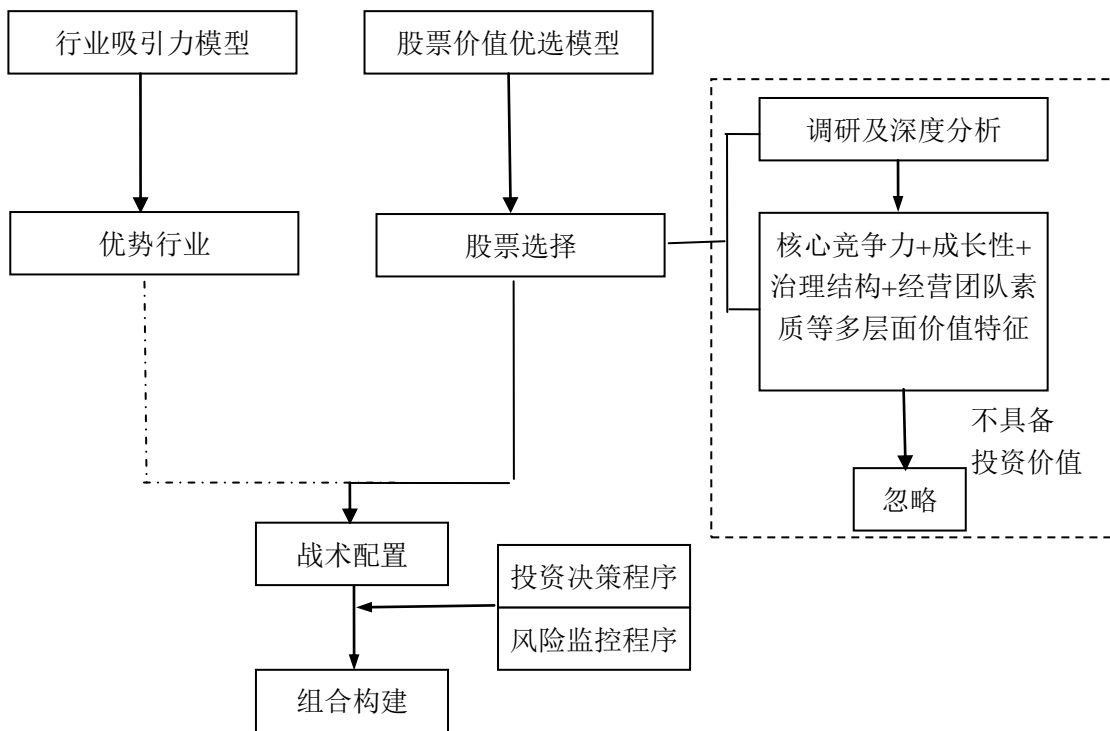 行业吸引力模型
股票价值优选模型
调研及深度分析
优势行业
股票选择
核心竞争力+成长性+
治理结构+经营团队素
质等多层面价值特征
不具备
投资价值
忽略
战术配置
投资决策程序
风险监控程序
组合构建